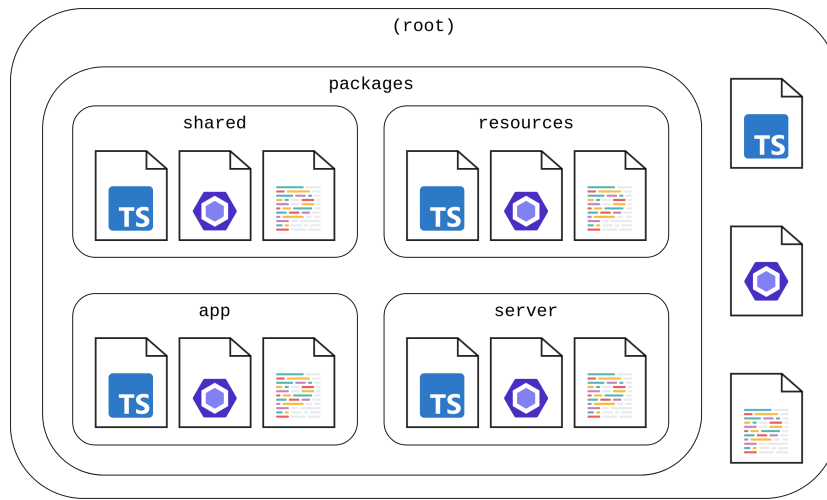 (root)
packages
shared
resources
TS
TS
TS
app
server
TS
TS